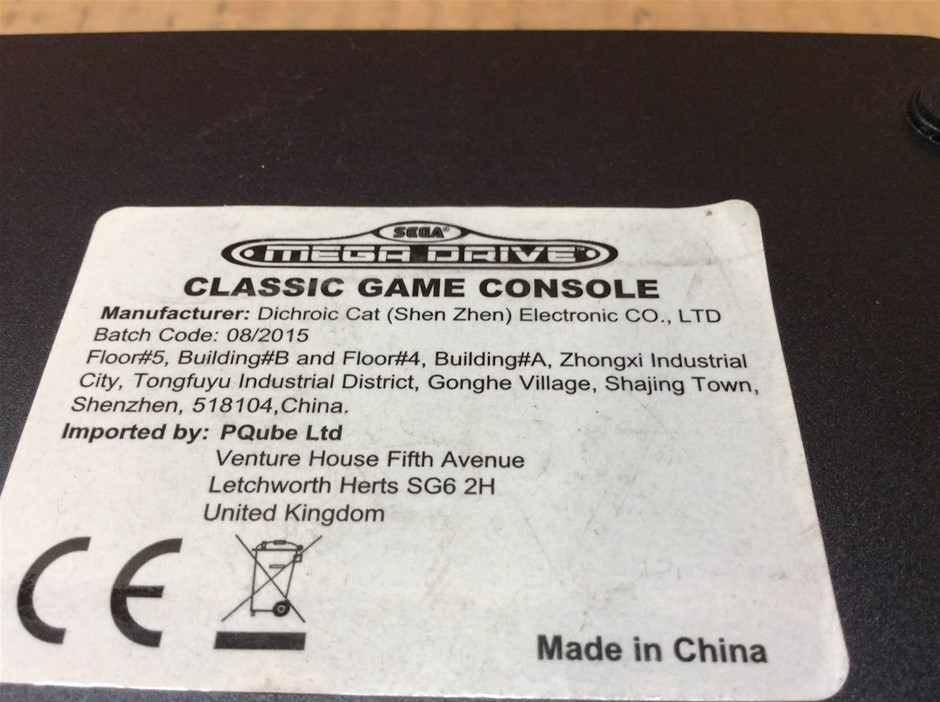 SEGA®
MEGA DRIVE™
CLASSIC GAME CONSOLE
Manufacturer: Dichroic Cat (Shen Zhen) Electronic CO., LTD
Batch Code: 08/2015
Floor#5, Building#B and Floor#4, Building#A, Zhongxi Industrial
City, Tongfuyu Industrial District, Gonghe Village, Shajing Town,
Shenzhen, 518104,China.
Imported by: PQube Ltd
Venture House Fifth Avenue
Letchworth Herts SG6 2H
United Kingdom
CE
Made in China